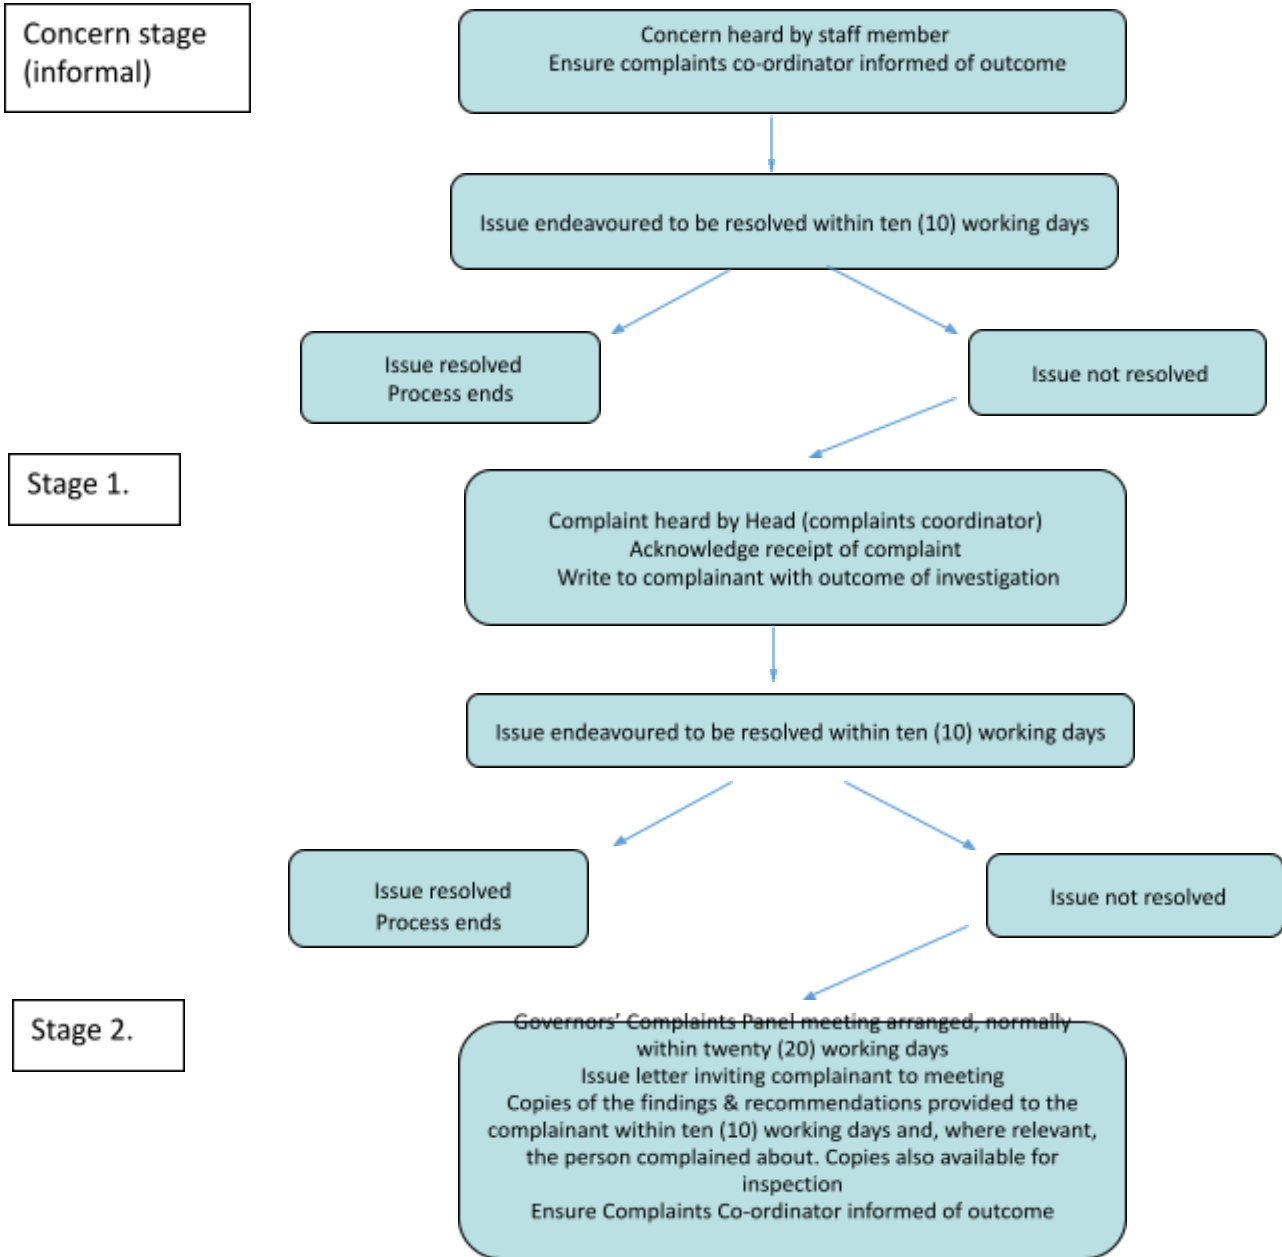 Concern stage
(informal)
Concern heard by staff member
Ensure complaints co-ordinator informed of outcome
Issue endeavoured to be resolved within ten (10) working days
Issue resolved
Process ends
Issue not resolved
Stage 1.
Complaint heard by Head (complaints coordinator)
Acknowledge receipt of complaint
Write to complainant with outcome of investigation
Issue endeavoured to be resolved within ten (10) working days
Issue resolved
Process ends
Issue not resolved
Stage 2.
Governors’ Complaints Panel meeting arranged, normally
within twenty (20) working days
Issue letter inviting complainant to meeting
Copies of the findings & recommendations provided to the
complainant within ten (10) working days and, where relevant,
the person complained about. Copies also available for
inspection
Ensure Complaints Co-ordinator informed of outcome